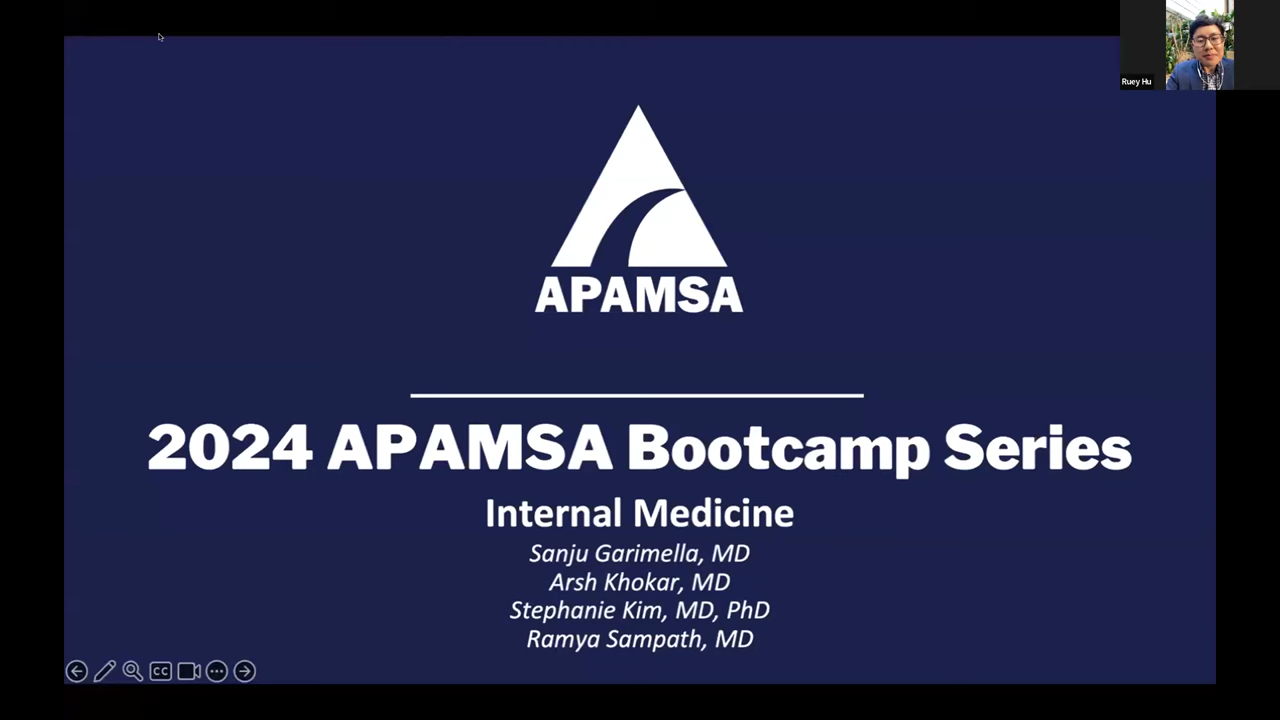 Ruey Hu
APAMSA
2024 APAMSA Bootcamp Series
Internal Medicine
Sanju Garimella, MD
Arsh Khokar, MD
Stephanie Kim, MD, PhD
Ramya Sampath, MD
CC